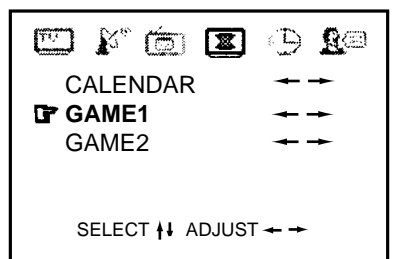 CALENDAR ← →
☞ GAME1 ← →
GAME2 ← →
SELECT ↑↓ ADJUST ← →